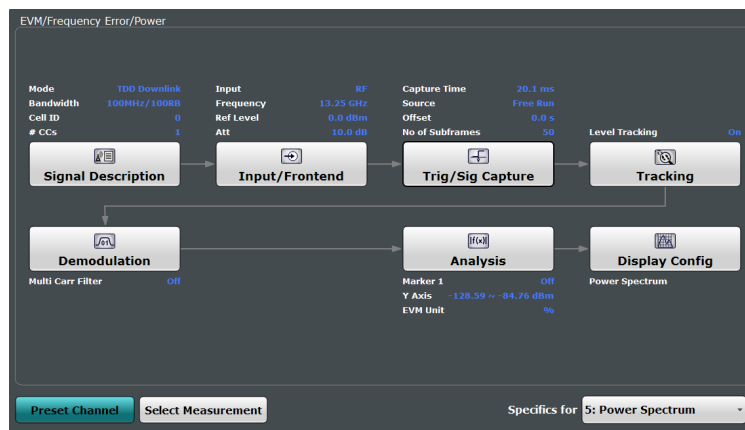 EVM/Frequency Error/Power
Mode TDD Downlink
Bandwidth 100MHz/100RB
Cell ID 0
# CCs 1
Input RF
Frequency 13.25 GHz
Ref Level 0.0 dBm
Att 10.0 dB
Capture Time 20.1 ms
Source Free Run
Offset 0.0 s
No of Subframes 50
Level Tracking On
Signal Description
Input/Frontend
Trig/Sig Capture
Tracking
Demodulation
f(x)
Analysis
Display Config
Multi Carr Filter Off
Marker 1 Off
Y Axis -128.59 ~ -84.76 dBm
EVM Unit %
Power Spectrum
Preset Channel
Select Measurement
Specifics for 5: Power Spectrum